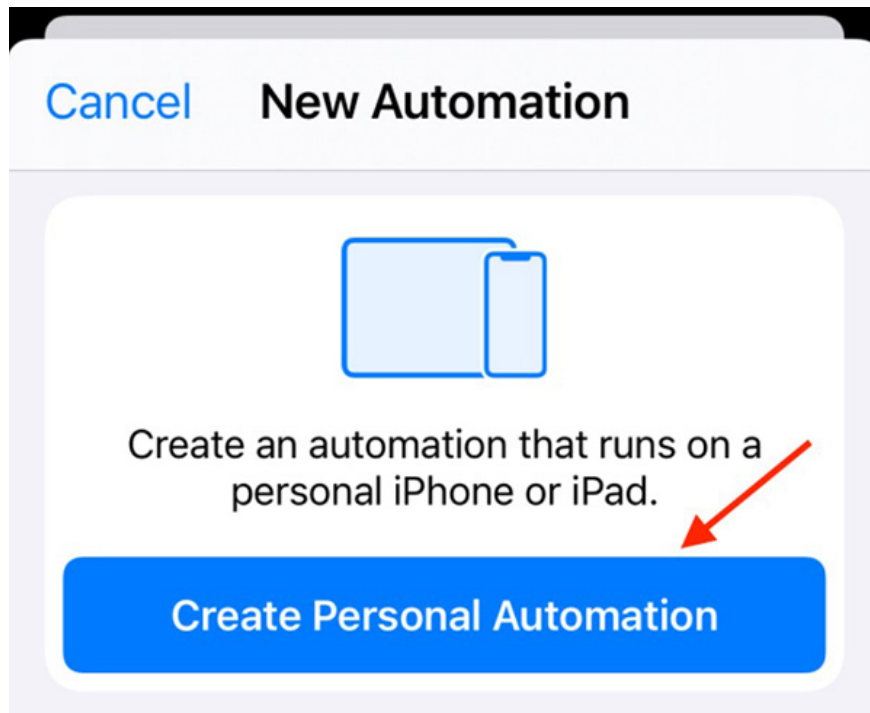 Cancel New Automation
Create an automation that runs on a
personal iPhone or iPad.
Create Personal Automation